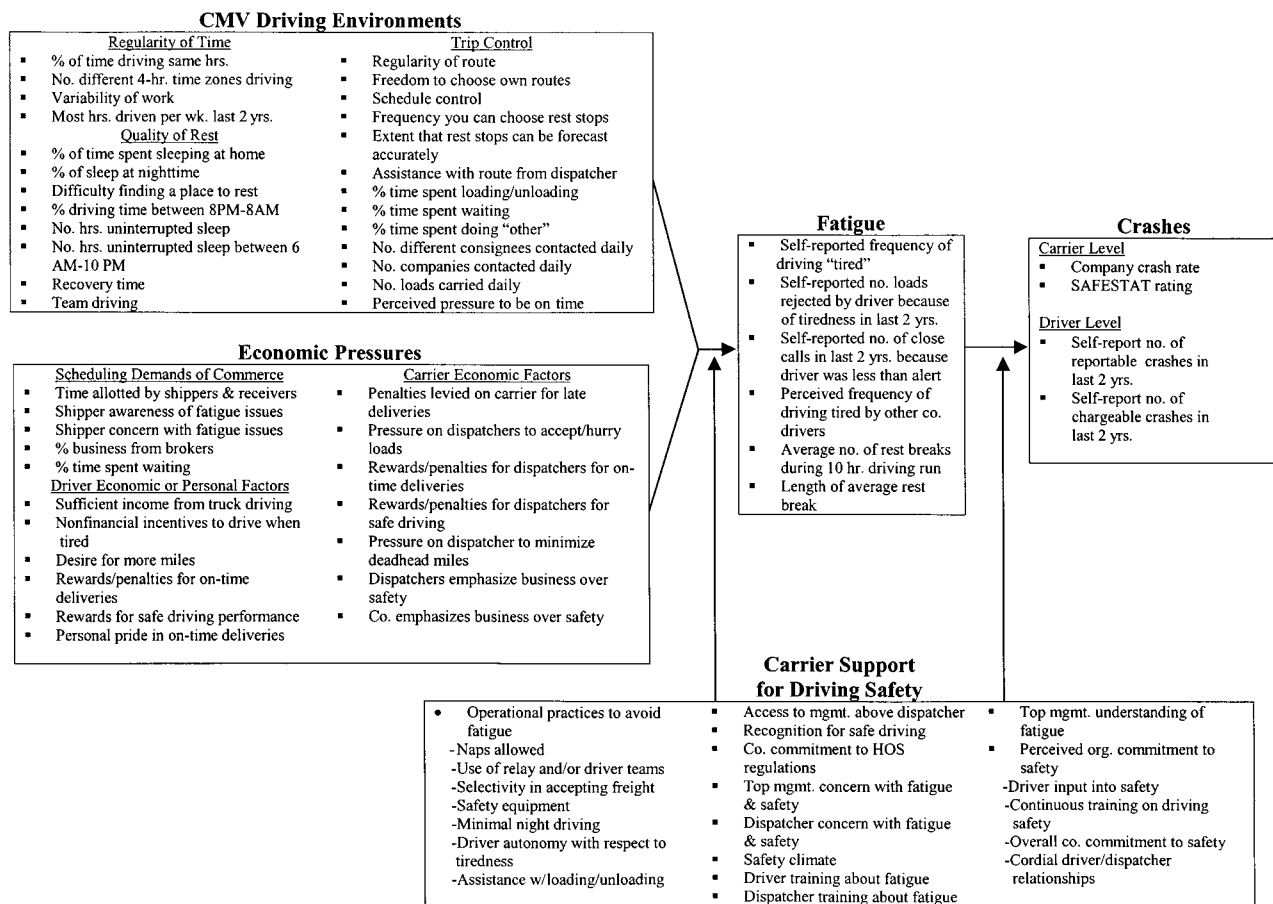 CMV Driving Environments
Regularity of Time
▪ % of time driving same hrs.
▪ No. different 4-hr. time zones driving
▪ Variability of work
▪ Most hrs. driven per wk. last 2 yrs.
Quality of Rest
▪ % of time spent sleeping at home
▪ % of sleep at nighttime
▪ Difficulty finding a place to rest
▪ % driving time between 8PM-8AM
▪ No. hrs. uninterrupted sleep
▪ No. hrs. uninterrupted sleep between 6
AM-10 PM
▪ Recovery time
▪ Team driving
Trip Control
▪ Regularity of route
▪ Freedom to choose own routes
▪ Schedule control
▪ Frequency you can choose rest stops
▪ Extent that rest stops can be forecast
accurately
▪ Assistance with route from dispatcher
▪ % time spent loading/unloading
▪ % time spent waiting
▪ % time spent doing “other”
▪ No. different consignees contacted daily
▪ No. companies contacted daily
▪ No. loads carried daily
▪ Perceived pressure to be on time
Economic Pressures
Scheduling Demands of Commerce
▪ Time allotted by shippers & receivers
▪ Shipper awareness of fatigue issues
▪ Shipper concern with fatigue issues
▪ % business from brokers
▪ % time spent waiting
Driver Economic or Personal Factors
▪ Sufficient income from truck driving
▪ Nonfinancial incentives to drive when
tired
▪ Desire for more miles
▪ Rewards/penalties for on-time
deliveries
▪ Rewards for safe driving performance
▪ Personal pride in on-time deliveries
Carrier Economic Factors
▪ Penalties levied on carrier for late
deliveries
▪ Pressure on dispatchers to accept/hurry
loads
▪ Rewards/penalties for dispatchers for on-
time deliveries
▪ Rewards/penalties for dispatchers for
safe driving
▪ Pressure on dispatcher to minimize
deadhead miles
▪ Dispatchers emphasize business over
safety
▪ Co. emphasizes business over safety
Fatigue
▪ Self-reported frequency of
driving “tired”
▪ Self-reported no. loads
rejected by driver because
of tiredness in last 2 yrs.
▪ Self-reported no. of close
calls in last 2 yrs. because
driver was less than alert
▪ Perceived frequency of
driving tired by other co.
drivers
▪ Average no. of rest breaks
during 10 hr. driving run
▪ Length of average rest
break
Crashes
Carrier Level
▪ Company crash rate
▪ SAFESTAT rating
Driver Level
▪ Self-report no. of
reportable crashes in
last 2 yrs.
▪ Self-report no. of
chargeable crashes in
last 2 yrs.
Carrier Support
for Driving Safety
• Operational practices to avoid
fatigue
-Naps allowed
-Use of relay and/or driver teams
-Selectivity in accepting freight
-Safety equipment
-Minimal night driving
-Driver autonomy with respect to
tiredness
-Assistance w/loading/unloading
▪ Access to mgmt. above dispatcher
▪ Recognition for safe driving
▪ Co. commitment to HOS
regulations
▪ Top mgmt. concern with fatigue
& safety
▪ Dispatcher concern with fatigue
& safety
▪ Safety climate
▪ Driver training about fatigue
▪ Dispatcher training about fatigue
▪ Top mgmt. understanding of
fatigue
▪ Perceived org. commitment to
safety
-Driver input into safety
-Continuous training on driving
safety
-Overall co. commitment to safety
-Cordial driver/dispatcher
relationships